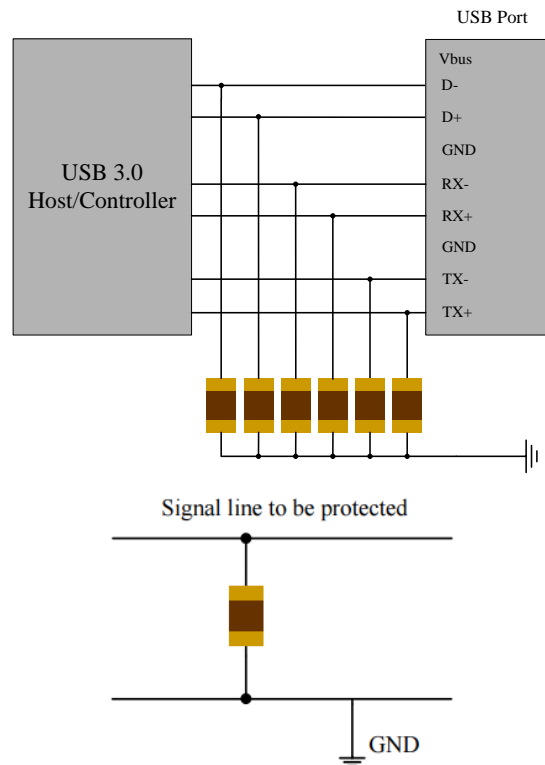 USB Port
Vbus
D-
D+
GND
USB 3.0
Host/Controller
RX-
RX+
GND
TX-
TX+
Signal line to be protected
GND